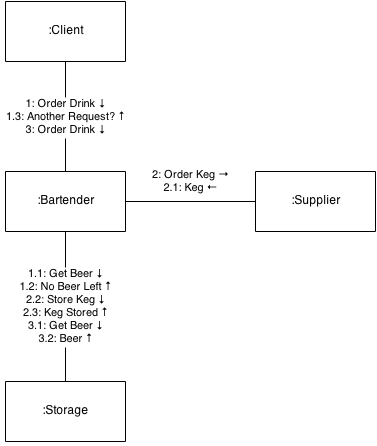 :Client
1: Order Drink ↓
1.3: Another Request? ↑
3: Order Drink ↓
:Bartender
2: Order Keg →
2.1: Keg ←
:Supplier
1.1: Get Beer ↓
1.2: No Beer Left ↑
2.2: Store Keg ↓
2.3: Keg Stored ↑
3.1: Get Beer ↓
3.2: Beer ↑
:Storage